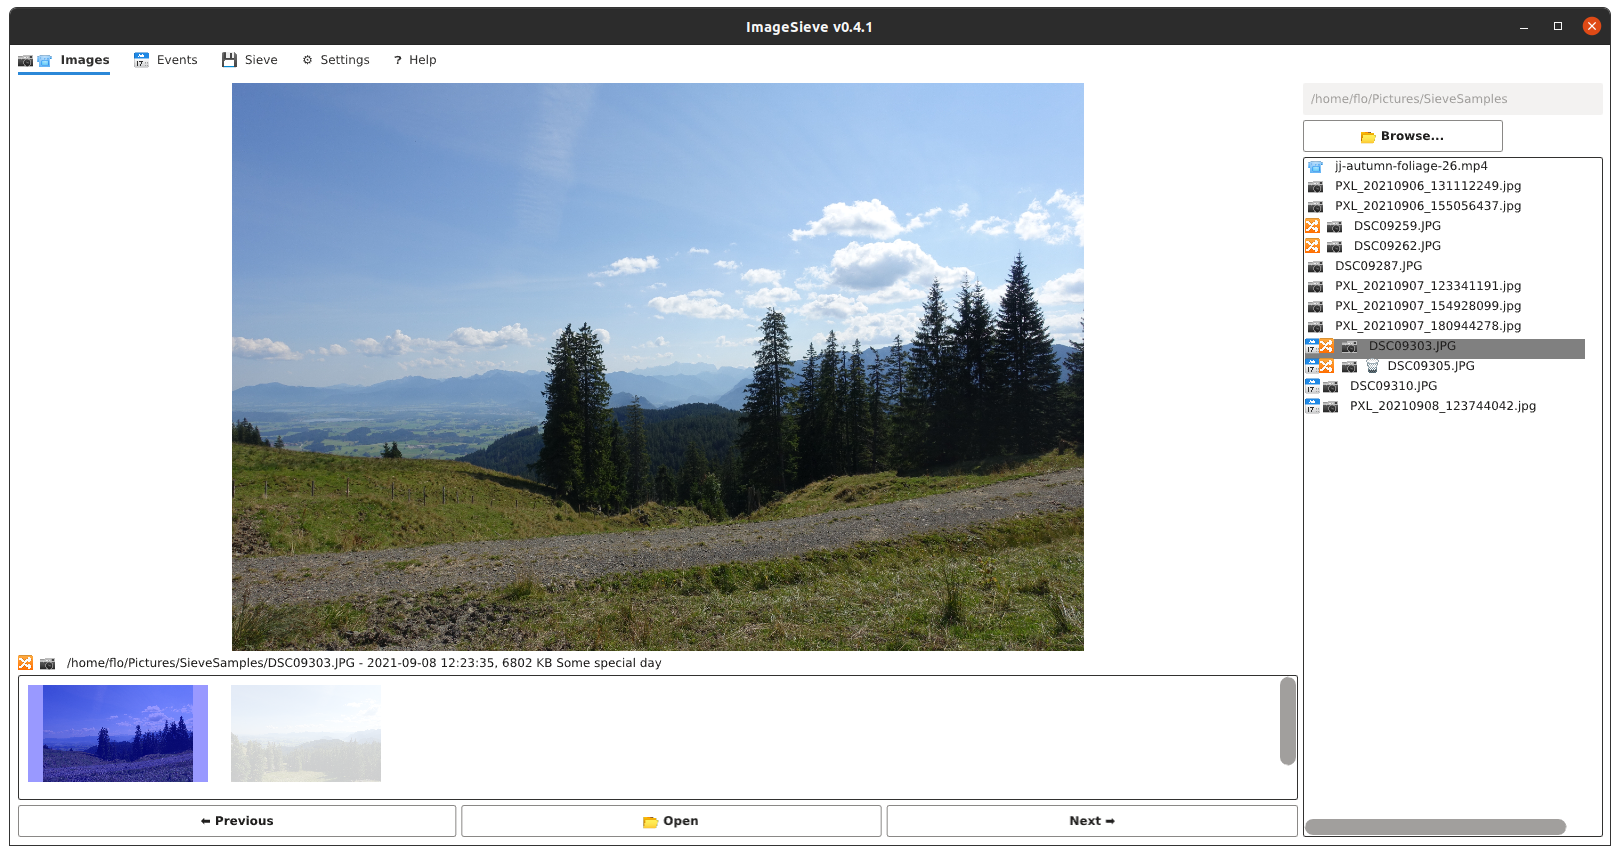 ImageSieve v0.4.1
Images Events Sieve Settings ? Help
/home/flo/Pictures/SieveSamples
Browse...
jj-autumn-foliage-26.mp4
PXL_20210906_131112249.jpg
PXL_20210906_155056437.jpg
DSC09259.JPG
DSC09262.JPG
DSC09287.JPG
PXL_20210907_123341191.jpg
PXL_20210907_154928099.jpg
PXL_20210907_180944278.jpg
DSC09303.JPG
DSC09305.JPG
DSC09310.JPG
PXL_20210908_123744042.jpg
/home/flo/Pictures/SieveSamples/DSC09303.JPG - 2021-09-08 12:23:35, 6802 KB Some special day
⬅ Previous
Open
Next ➡